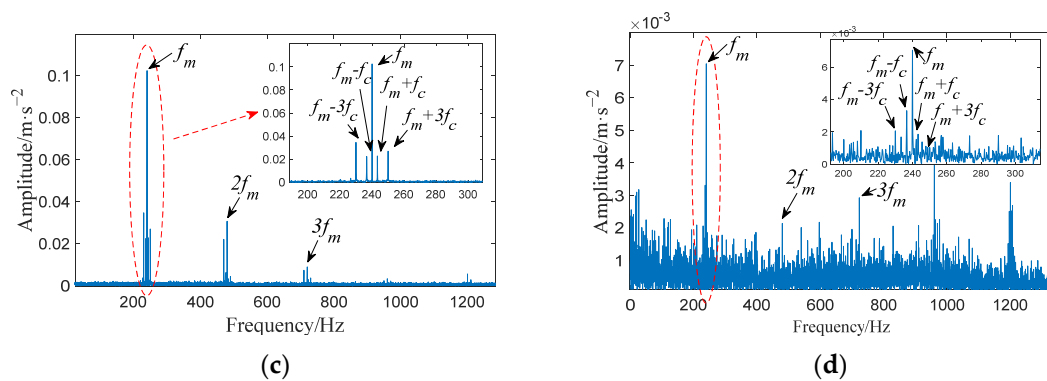 f_m
f_m
f_m-f_c
f_m+f_c
f_m-3f_c
f_m+3f_c
0.1
0.08
0.06
0.04
0.02
0
200 220 240 260 280 300
2f_m
3f_m
0.1
0.08
0.06
0.04
0.02
0
200 400 600 800 1000 1200
Amplitude/m·s⁻²
Frequency/Hz
(c)
×10⁻³
f_m
f_m
f_m-f_c
f_m+f_c
f_m-3f_c
f_m+3f_c
6
4
2
0
200 220 240 260 280 300
2f_m
3f_m
7
6
5
4
3
2
1
0 200 400 600 800 1000 1200
Amplitude/m·s⁻²
Frequency/Hz
(d)